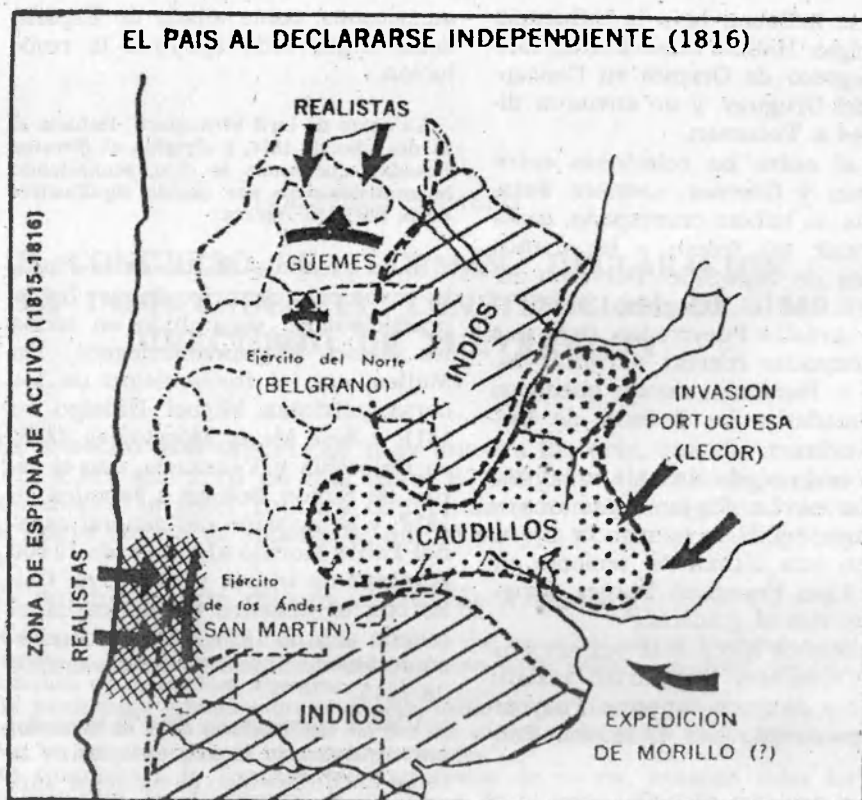 EL PAIS AL DECLARARSE INDEPENDIENTE (1816)
REALISTAS
GÜEMES
Ejército del Norte
(BELGRANO)
INDIOS
INVASION
PORTUGUESA
(LECOR)
CAUDILLOS
ZONA DE ESPIONAJE ACTIVO (1815-1816)
REALISTAS
Ejército
de los Andes
(SAN MARTIN)
INDIOS
EXPEDICION
DE MORILLO (?)